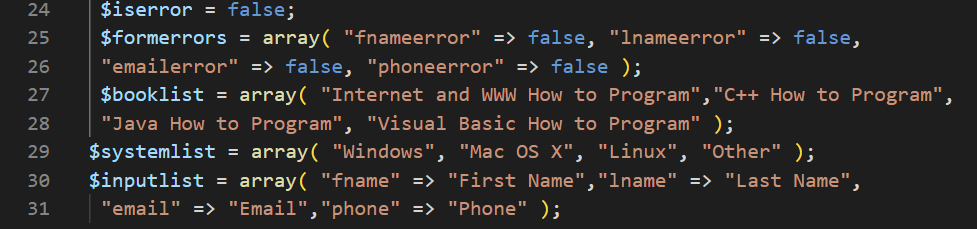 24 $iserror = false;
25 $formerrors = array( "fnameerror" => false, "lnameerror" => false,
26 "emailerror" => false, "phoneerror" => false );
27 $booklist = array( "Internet and WWW How to Program","C++ How to Program",
28 "Java How to Program", "Visual Basic How to Program" );
29 $systemlist = array( "Windows", "Mac OS X", "Linux", "Other" );
30 $inputlist = array( "fname" => "First Name","lname" => "Last Name",
31 "email" => "Email","phone" => "Phone" );